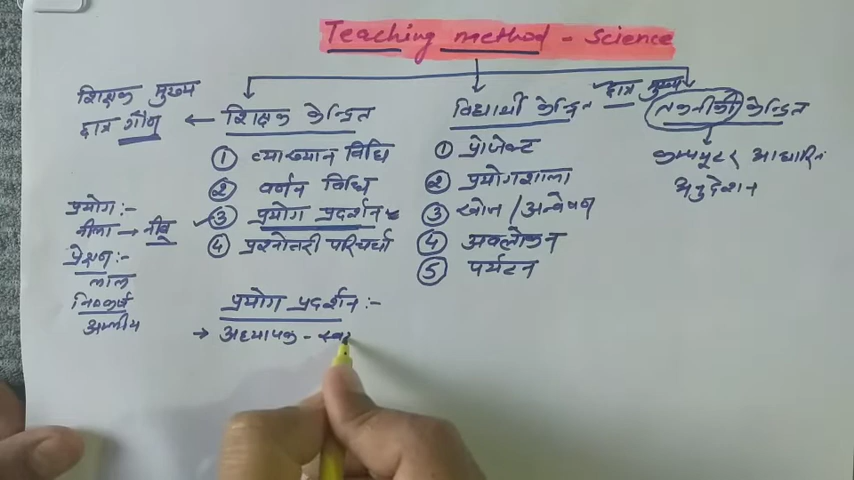 Teaching method - Science
शिक्षक मुख्य
छात्र गौण
शिक्षक केन्द्रित
① व्याख्यान विधि
② वर्णन विधि
③ प्रयोग प्रदर्शन
④ प्रश्नोतरी परिचर्चा
विद्यार्थी केन्द्रित
छात्र मुख्य
① प्रोजेक्ट
② प्रयोगशाला
③ खोज / अन्वेषण
④ अवलोकन
⑤ पर्यटन
तकनीकी केन्द्रित
कम्प्यूटर आधारित
अनुदेशन
प्रयोग :-
नीला → नीबू
प्रेक्षण :-
लाल
निष्कर्ष
अम्लीय
प्रयोग प्रदर्शन :-
→ अध्यापक -